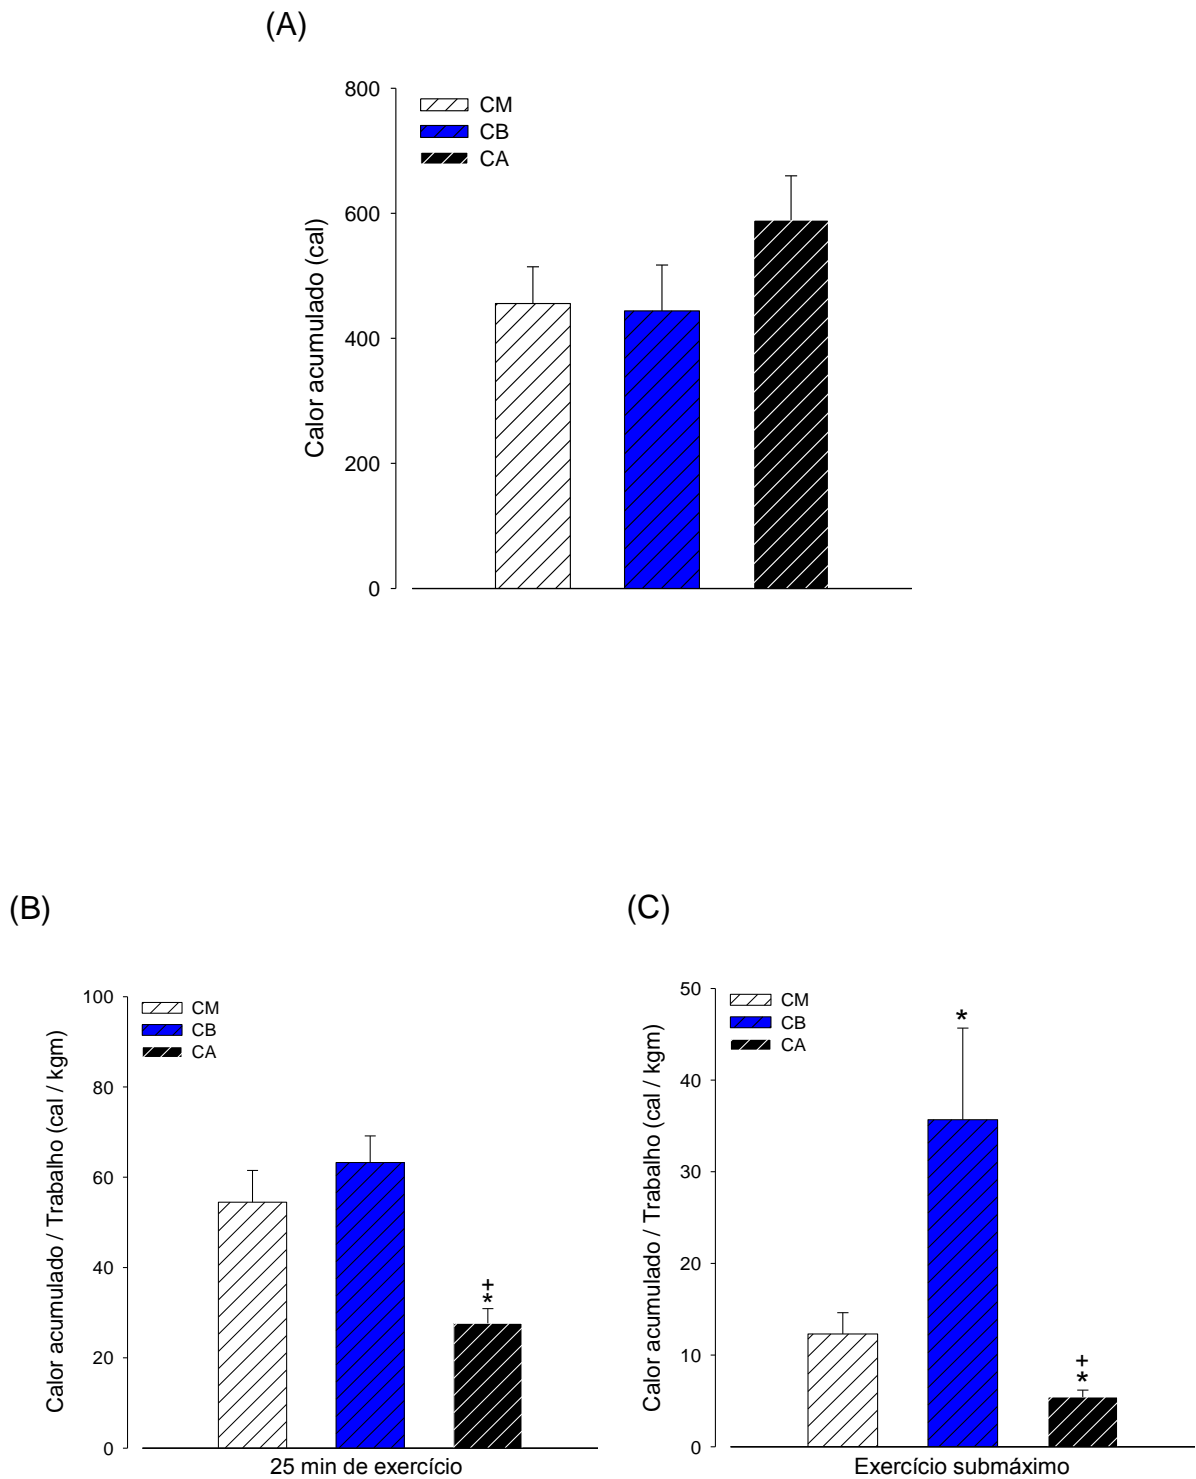 (A)
Calor acumulado (cal)
800
600
400
200
0
CM
CB
CA
(B)
Calor acumulado / Trabalho (cal / kgm)
100
80
60
40
20
0
CM
CB
CA
+
*
25 min de exercício
(C)
Calor acumulado / Trabalho (cal / kgm)
50
40
30
20
10
0
CM
CB
CA
*
+
*
Exercício submáximo